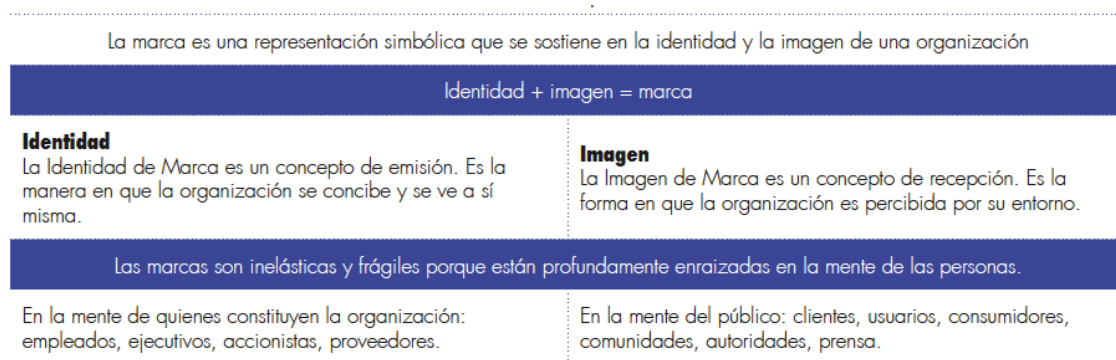 La marca es una representación simbólica que se sostiene en la identidad y la imagen de una organización
Identidad + imagen = marca
Identidad
La Identidad de Marca es un concepto de emisión. Es la
manera en que la organización se concibe y se ve a sí
misma.
Imagen
La Imagen de Marca es un concepto de recepción. Es la
forma en que la organización es percibida por su entorno.
Las marcas son inelásticas y frágiles porque están profundamente enraizadas en la mente de las personas.
En la mente de quienes constituyen la organización:
empleados, ejecutivos, accionistas, proveedores.
En la mente del público: clientes, usuarios, consumidores,
comunidades, autoridades, prensa.